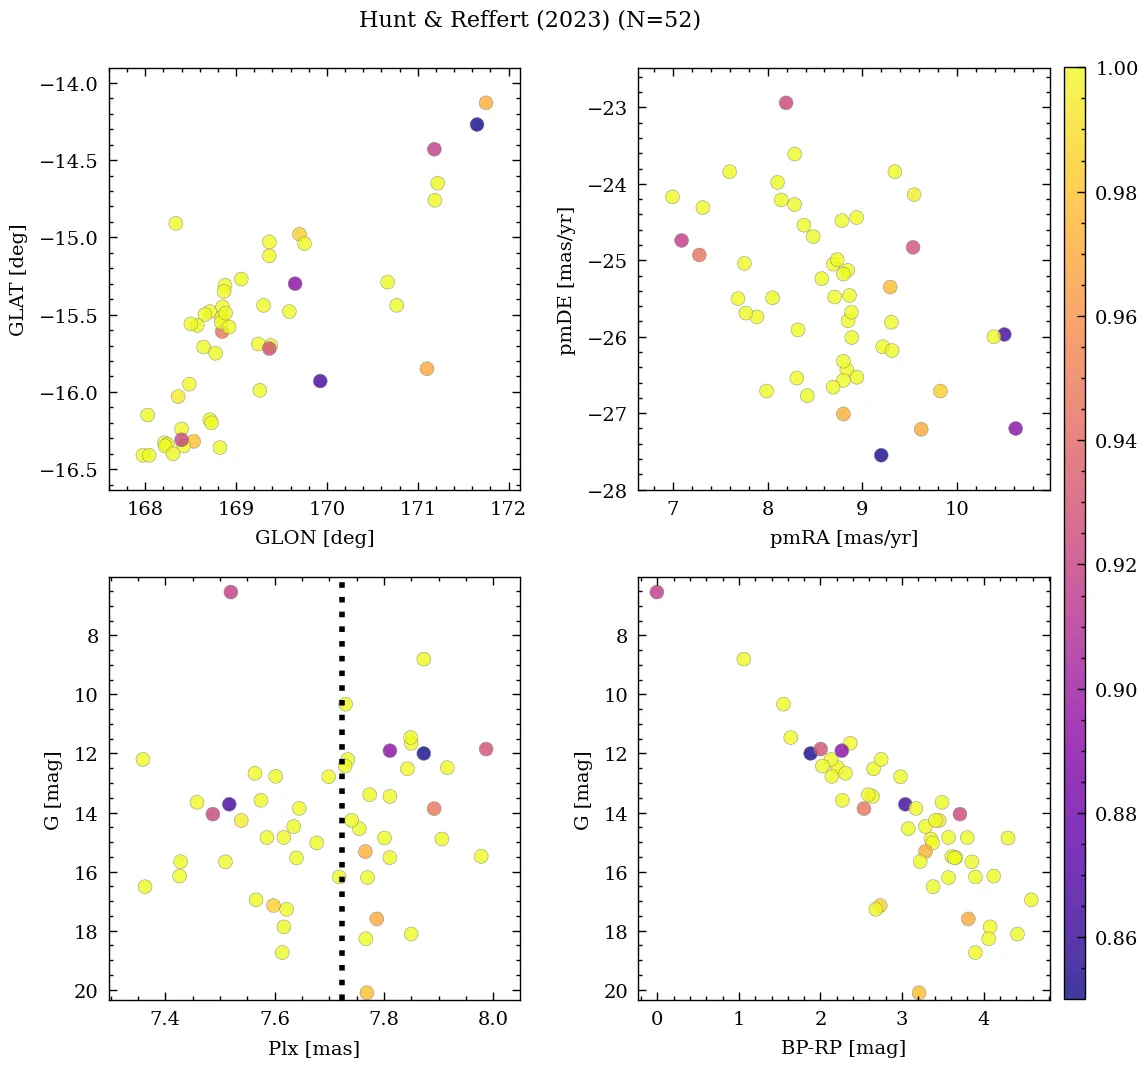 Hunt & Reffert (2023) (N=52)
−14.0
−14.5
−15.0
−15.5
−16.0
−16.5
GLAT [deg]
168 169 170 171 172
GLON [deg]
−23
−24
−25
−26
−27
−28
pmDE [mas/yr]
7 8 9 10
pmRA [mas/yr]
8
10
12
14
16
18
20
G [mag]
7.4 7.6 7.8 8.0
Plx [mas]
8
10
12
14
16
18
20
G [mag]
0 1 2 3 4
BP-RP [mag]
1.00
0.98
0.96
0.94
0.92
0.90
0.88
0.86